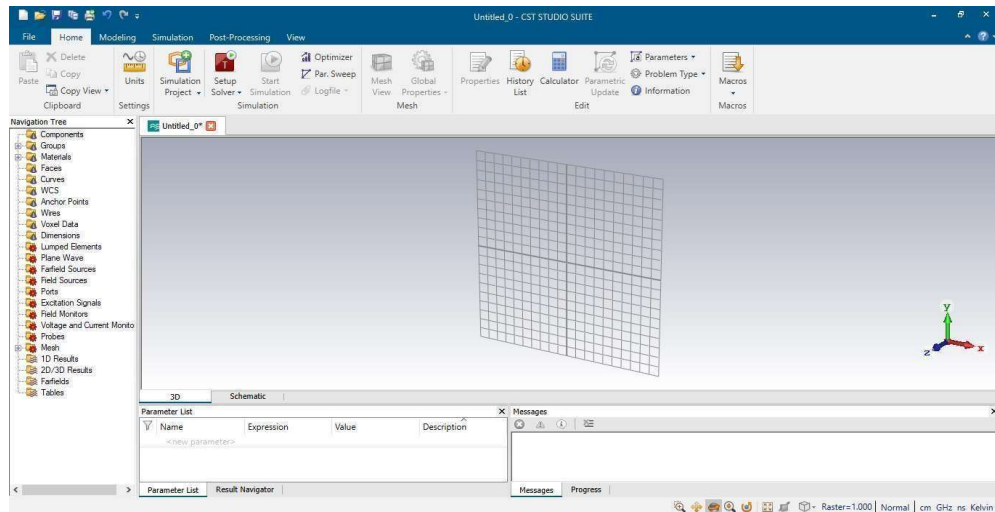 Untitled_0 - CST STUDIO SUITE
File Home Modeling Simulation Post-Processing View
Paste
Delete
Copy
Copy View
Clipboard
Units
Settings
Simulation Project
Setup Solver
Start Simulation
Optimizer
Par. Sweep
Logfile
Simulation
Mesh View
Global Properties
Mesh
Properties
History List
Calculator
Parametric Update
Parameters
Problem Type
Information
Edit
Macros
Macros
Navigation Tree
Components
Groups
Materials
Faces
Curves
WCS
Anchor Points
Wires
Voxel Data
Dimensions
Lumped Elements
Plane Wave
Farfield Sources
Field Sources
Ports
Excitation Signals
Field Monitors
Voltage and Current Monito
Probes
Mesh
1D Results
2D/3D Results
Farfields
Tables
Untitled_0*
y
z x
3D Schematic
Parameter List
Name Expression Value Description
<new parameter>
Parameter List Result Navigator
Messages
Messages Progress
Raster=1.000 Normal cm GHz ns Kelvin